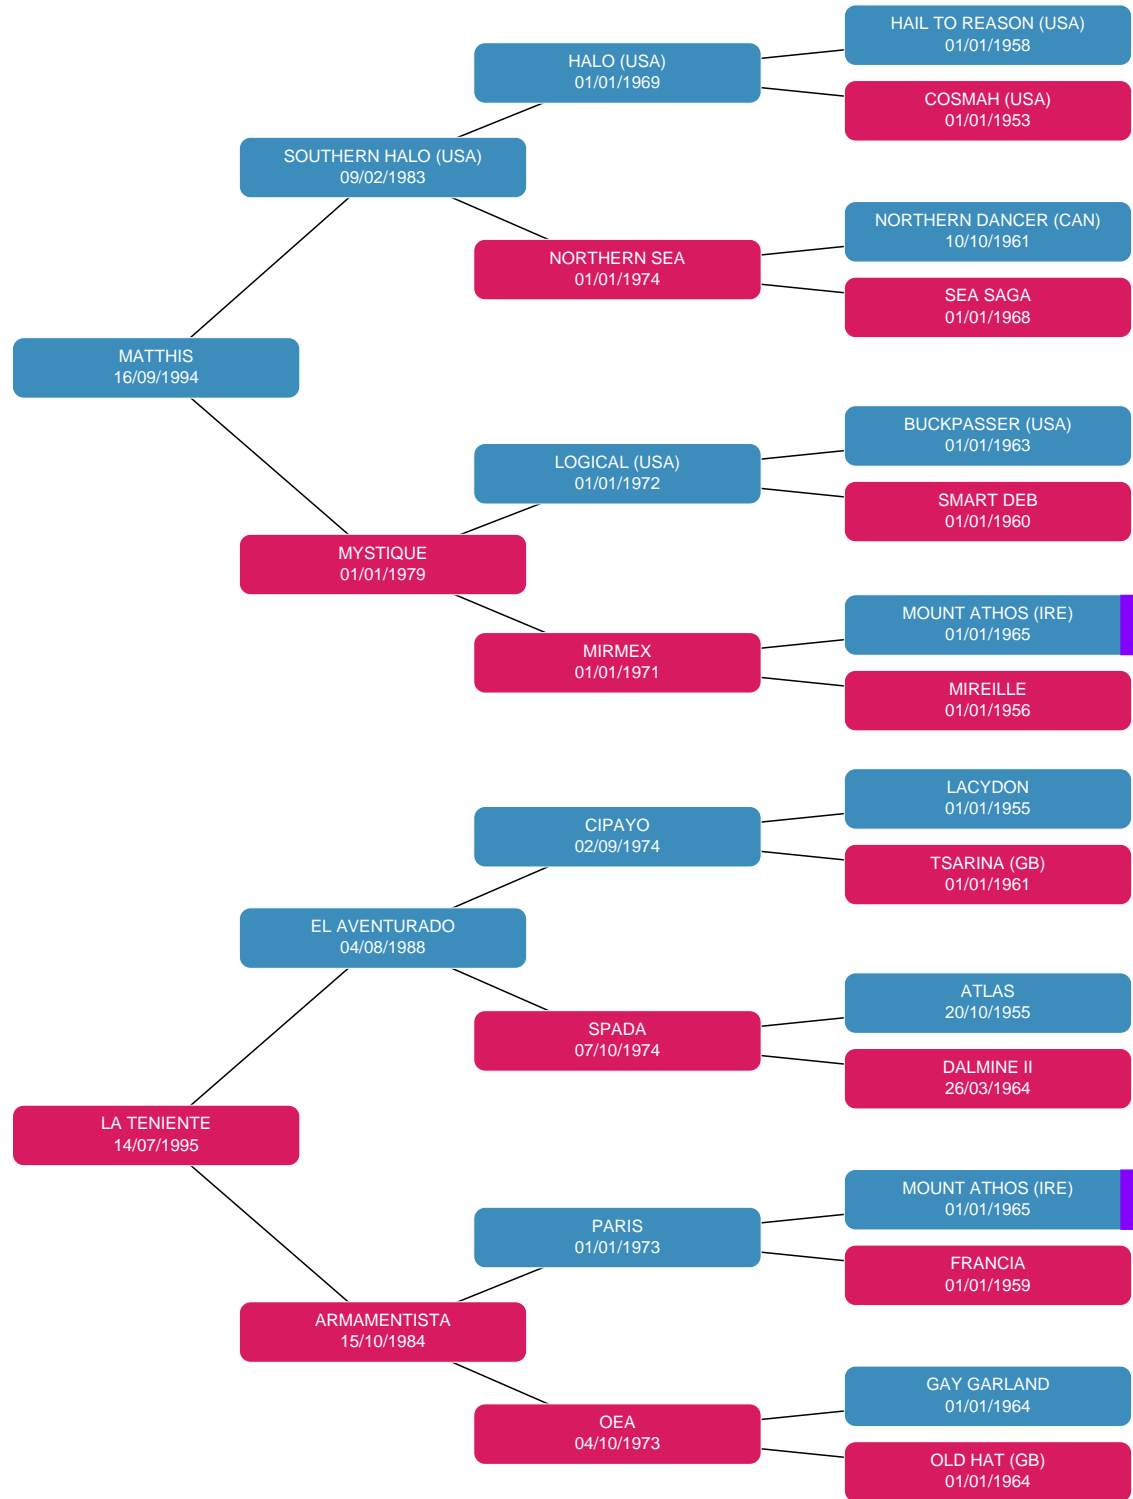 HAIL TO REASON (USA)
01/01/1958
HALO (USA)
01/01/1969
COSMAH (USA)
01/01/1953
SOUTHERN HALO (USA)
09/02/1983
NORTHERN DANCER (CAN)
10/10/1961
NORTHERN SEA
01/01/1974
SEA SAGA
01/01/1968
MATTHIS
16/09/1994
BUCKPASSER (USA)
01/01/1963
LOGICAL (USA)
01/01/1972
SMART DEB
01/01/1960
MYSTIQUE
01/01/1979
MOUNT ATHOS (IRE)
01/01/1965
MIRMEX
01/01/1971
MIREILLE
01/01/1956
LACYDON
01/01/1955
CIPAYO
02/09/1974
TSARINA (GB)
01/01/1961
EL AVENTURADO
04/08/1988
ATLAS
20/10/1955
SPADA
07/10/1974
DALMINE II
26/03/1964
LA TENIENTE
14/07/1995
MOUNT ATHOS (IRE)
01/01/1965
PARIS
01/01/1973
FRANCIA
01/01/1959
ARMAMENTISTA
15/10/1984
GAY GARLAND
01/01/1964
OEA
04/10/1973
OLD HAT (GB)
01/01/1964